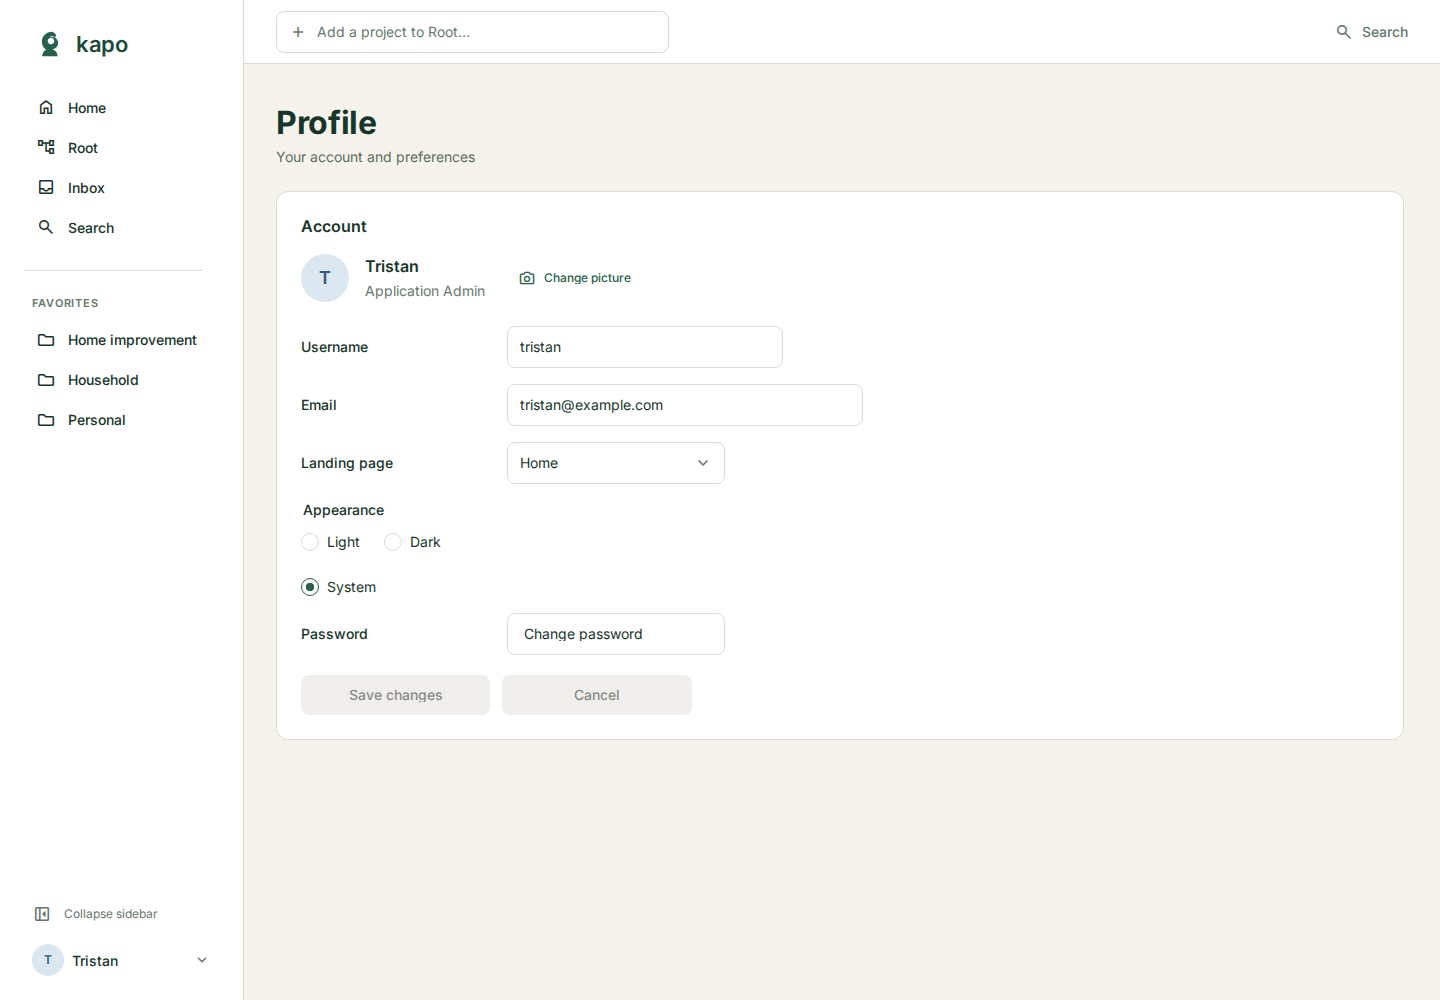 kapo
Add a project to Root...
Search
Home
Root
Inbox
Search
FAVORITES
Home improvement
Household
Personal
Collapse sidebar
T
Tristan
Profile
Your account and preferences
Account
T
Tristan
Application Admin
Change picture
Username
tristan
Email
tristan@example.com
Landing page
Home
Appearance
Light
Dark
System
Password
Change password
Save changes
Cancel